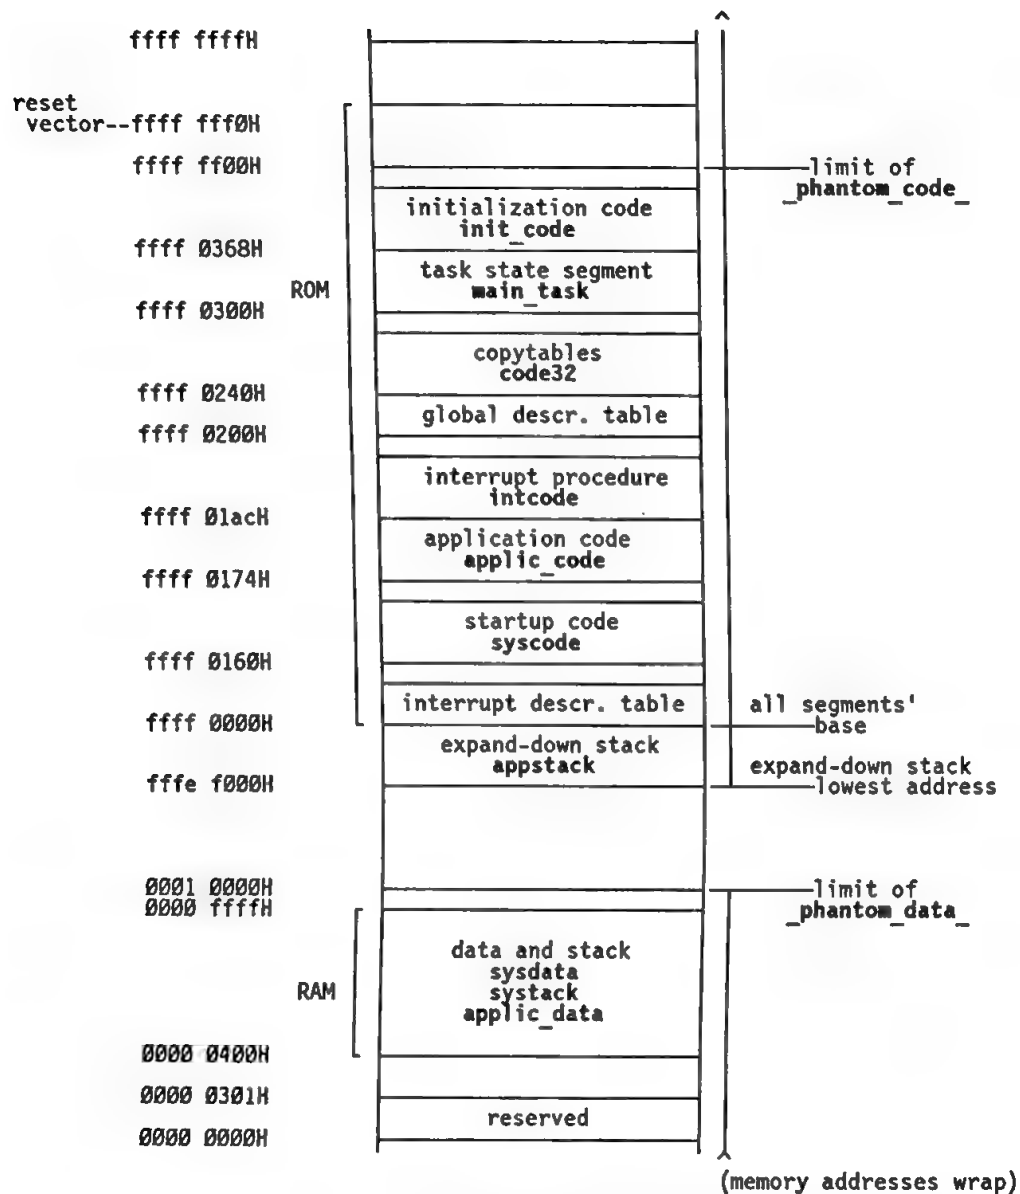 ffff ffffH
reset
vector--ffff fff0H
ffff ff00H
limit of
_phantom_code_
initialization code
init_code
ffff 0368H
task state segment
main_task
ROM
ffff 0300H
copytables
code32
ffff 0240H
global descr. table
ffff 0200H
interrupt procedure
intcode
ffff 01acH
application code
applic_code
ffff 0174H
startup code
syscode
ffff 0160H
interrupt descr. table
all segments'
base
ffff 0000H
expand-down stack
appstack
expand-down stack
lowest address
fffe f000H
0001 0000H
limit of
_phantom_data_
0000 ffffH
data and stack
sysdata
systack
applic_data
RAM
0000 0400H
0000 0301H
reserved
0000 0000H
(memory addresses wrap)